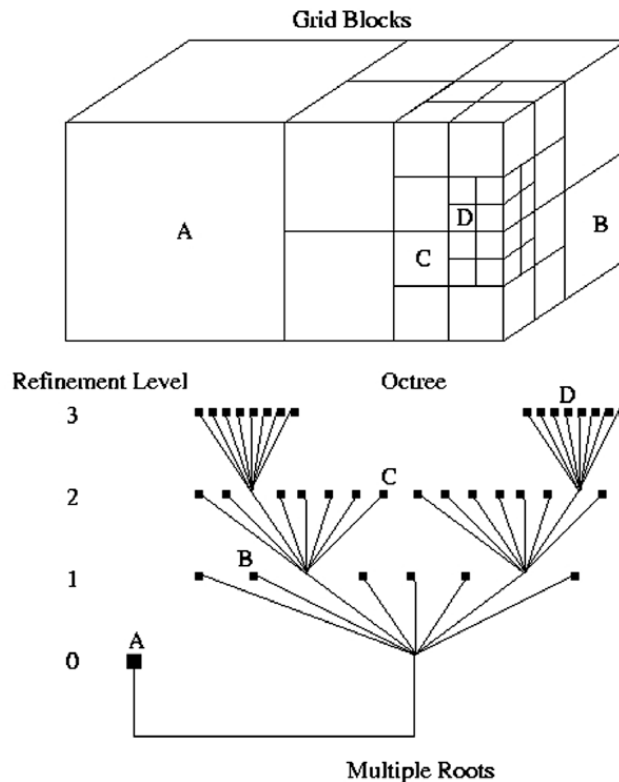 Grid Blocks
A
B
D
C
Refinement Level Octree
3 D
2 C
1 B
0 A
Multiple Roots